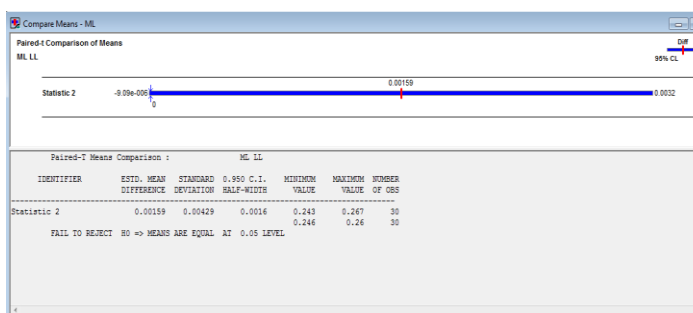 Compare Means - ML
Paired-t Comparison of Means
Diff
ML LL
95% CL
0.00159
Statistic 2 -9.09e-006 0.0032
0
Paired-T Means Comparison : ML LL
IDENTIFIER ESTD. MEAN STANDARD 0.950 C.I. MINIMUM MAXIMUM NUMBER
DIFFERENCE DEVIATION HALF-WIDTH VALUE VALUE OF OBS
Statistic 2 0.00159 0.00429 0.0016 0.243 0.267 30
0.246 0.26 30
FAIL TO REJECT H0 => MEANS ARE EQUAL AT 0.05 LEVEL